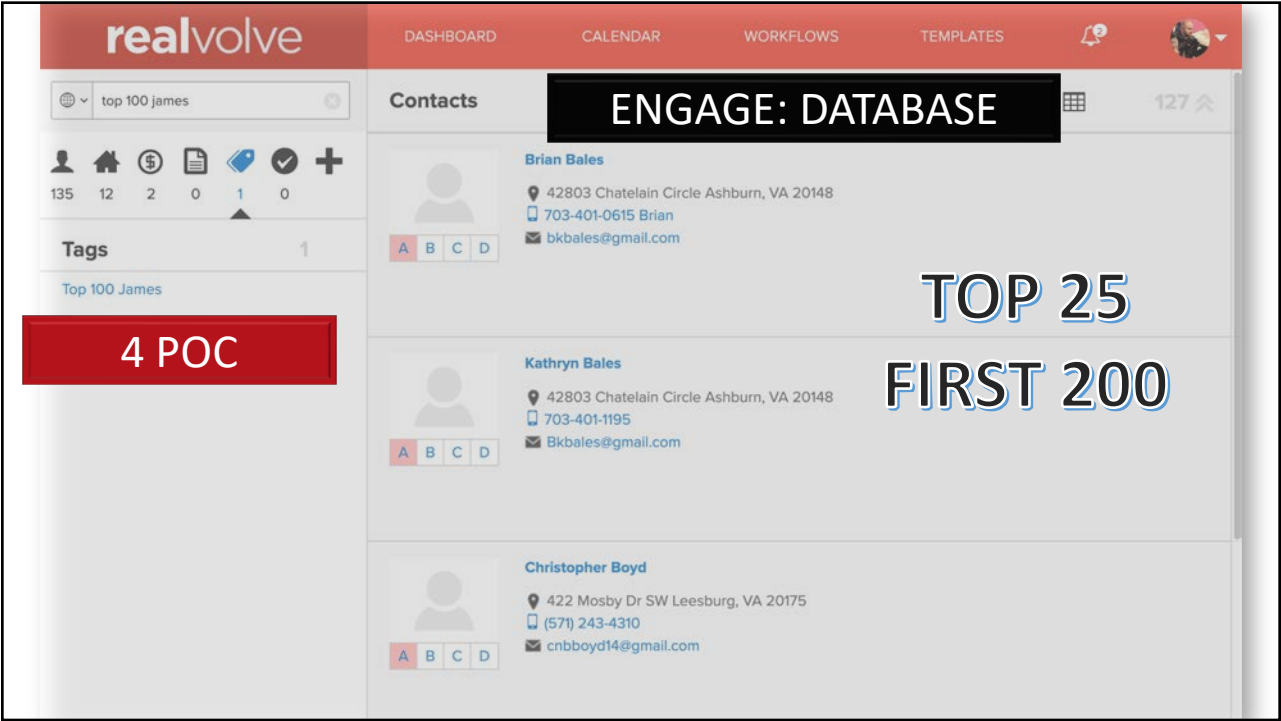 realvolve
DASHBOARD
CALENDAR
WORKFLOWS
TEMPLATES
2
top 100 james
Contacts
ENGAGE: DATABASE
127
135
12
2
0
1
0
Tags
1
Top 100 James
4 POC
Brian Bales
42803 Chatelain Circle Ashburn, VA 20148
703-401-0615 Brian
bkbales@gmail.com
A B C D
TOP 25
FIRST 200
Kathryn Bales
42803 Chatelain Circle Ashburn, VA 20148
703-401-1195
Bkbales@gmail.com
A B C D
Christopher Boyd
422 Mosby Dr SW Leesburg, VA 20175
(571) 243-4310
cnbboyd14@gmail.com
A B C D